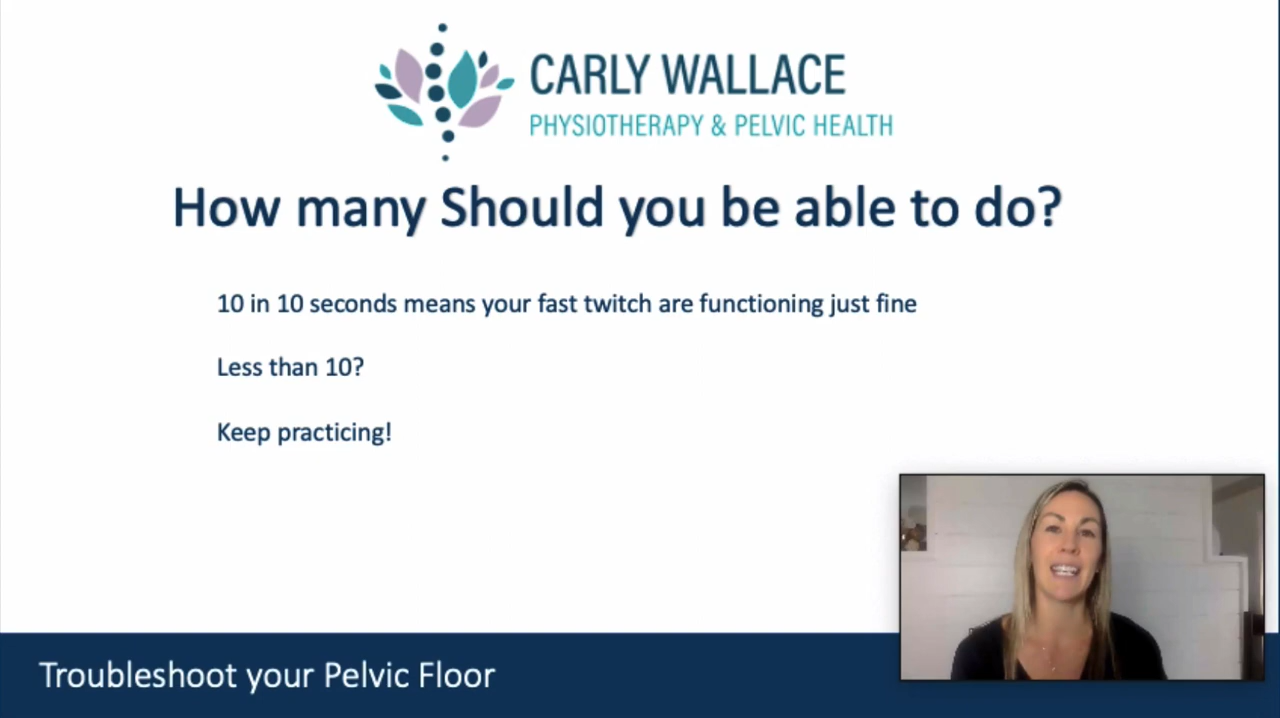 CARLY WALLACE
PHYSIOTHERAPY & PELVIC HEALTH
How many Should you be able to do?
10 in 10 seconds means your fast twitch are functioning just fine
Less than 10?
Keep practicing!
Troubleshoot your Pelvic Floor